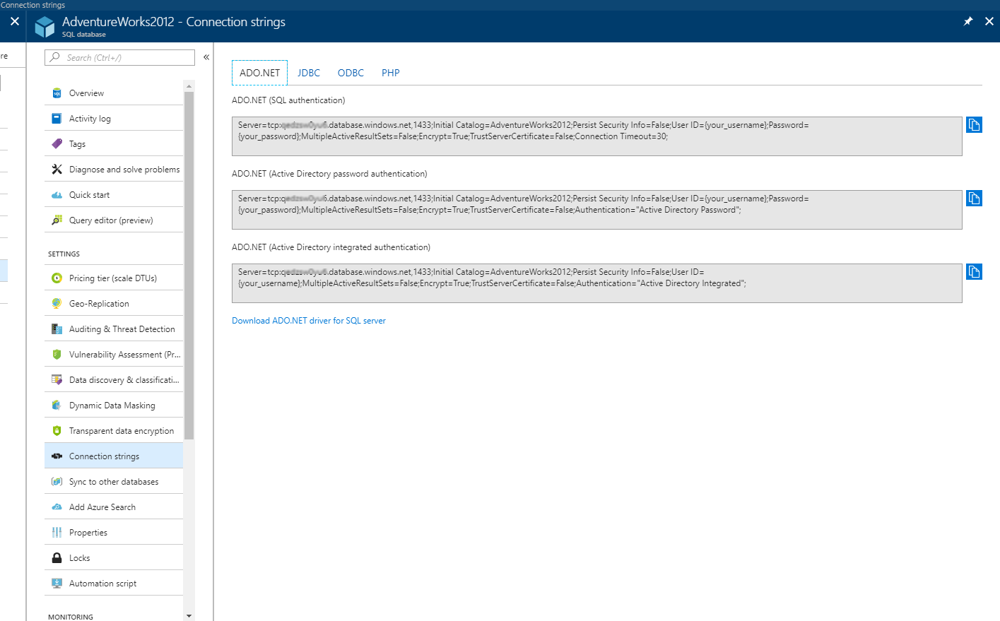 Connection strings
AdventureWorks2012 - Connection strings
SQL database
re
Search (Ctrl+/)
Overview
Activity log
Tags
Diagnose and solve problems
Quick start
Query editor (preview)
SETTINGS
Pricing tier (scale DTUs)
Geo-Replication
Auditing & Threat Detection
Vulnerability Assessment (Pr...
Data discovery & classificati...
Dynamic Data Masking
Transparent data encryption
Connection strings
Sync to other databases
Add Azure Search
Properties
Locks
Automation script
MONITORING
ADO.NET JDBC ODBC PHP
ADO.NET (SQL authentication)
Server=tcp: .database.windows.net,1433;Initial Catalog=AdventureWorks2012;Persist Security Info=False;User ID={your_username};Password=
{your_password};MultipleActiveResultSets=False;Encrypt=True;TrustServerCertificate=False;Connection Timeout=30;
ADO.NET (Active Directory password authentication)
Server=tcp: .database.windows.net,1433;Initial Catalog=AdventureWorks2012;Persist Security Info=False;User ID={your_username};Password=
{your_password};MultipleActiveResultSets=False;Encrypt=True;TrustServerCertificate=False;Authentication="Active Directory Password";
ADO.NET (Active Directory integrated authentication)
Server=tcp: .database.windows.net,1433;Initial Catalog=AdventureWorks2012;Persist Security Info=False;User ID=
{your_username};MultipleActiveResultSets=False;Encrypt=True;TrustServerCertificate=False;Authentication="Active Directory Integrated";
Download ADO.NET driver for SQL server